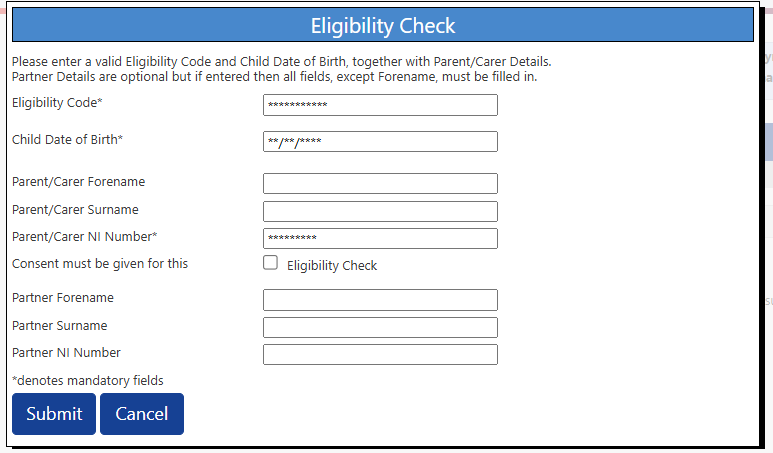 Eligibility Check
Please enter a valid Eligibility Code and Child Date of Birth, together with Parent/Carer Details.
Partner Details are optional but if entered then all fields, except Forename, must be filled in.
Eligibility Code* ***********
Child Date of Birth* **/**/****
Parent/Carer Forename
Parent/Carer Surname
Parent/Carer NI Number* *********
Consent must be given for this Eligibility Check
Partner Forename
Partner Surname
Partner NI Number
*denotes mandatory fields
Submit Cancel